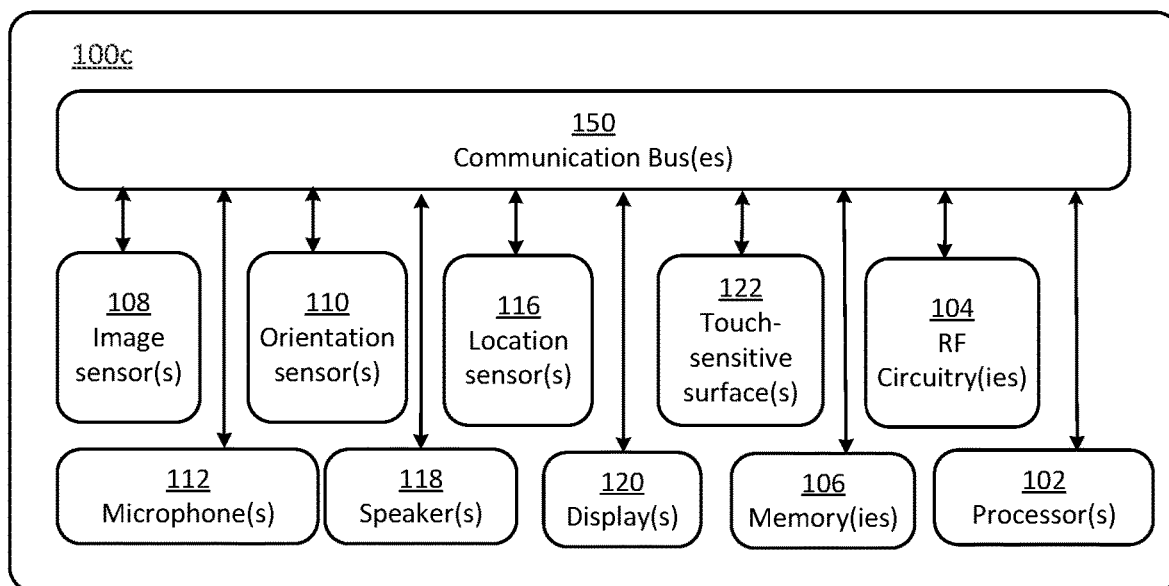 100c
150
Communication Bus(es)
108
Image
sensor(s)
110
Orientation
sensor(s)
116
Location
sensor(s)
122
Touch-
sensitive
surface(s)
104
RF
Circuitry(ies)
112
Microphone(s)
118
Speaker(s)
120
Display(s)
106
Memory(ies)
102
Processor(s)